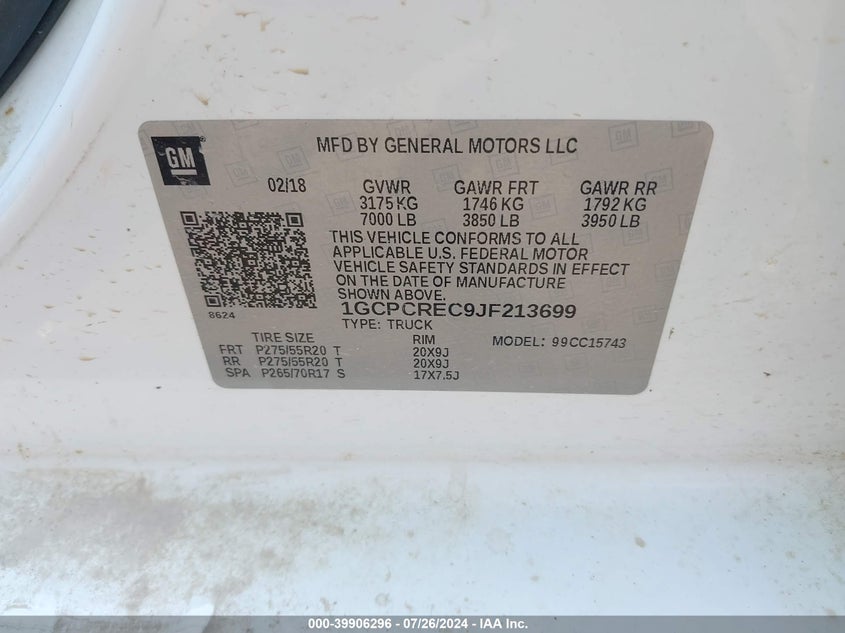 GM
MFD BY GENERAL MOTORS LLC
02/18 GVWR GAWR FRT GAWR RR
3175 KG 1746 KG 1792 KG
7000 LB 3850 LB 3950 LB
THIS VEHICLE CONFORMS TO ALL
APPLICABLE U.S. FEDERAL MOTOR
VEHICLE SAFETY STANDARDS IN EFFECT
ON THE DATE OF MANUFACTURE
SHOWN ABOVE.
8624
1GCPCREC9JF213699
TYPE: TRUCK
TIRE SIZE RIM MODEL: 99CC15743
FRT P275/55R20 T 20X9J
RR P275/55R20 T 20X9J
SPA P265/70R17 S 17X7.5J
000-39906296 - 07/26/2024 - IAA Inc.